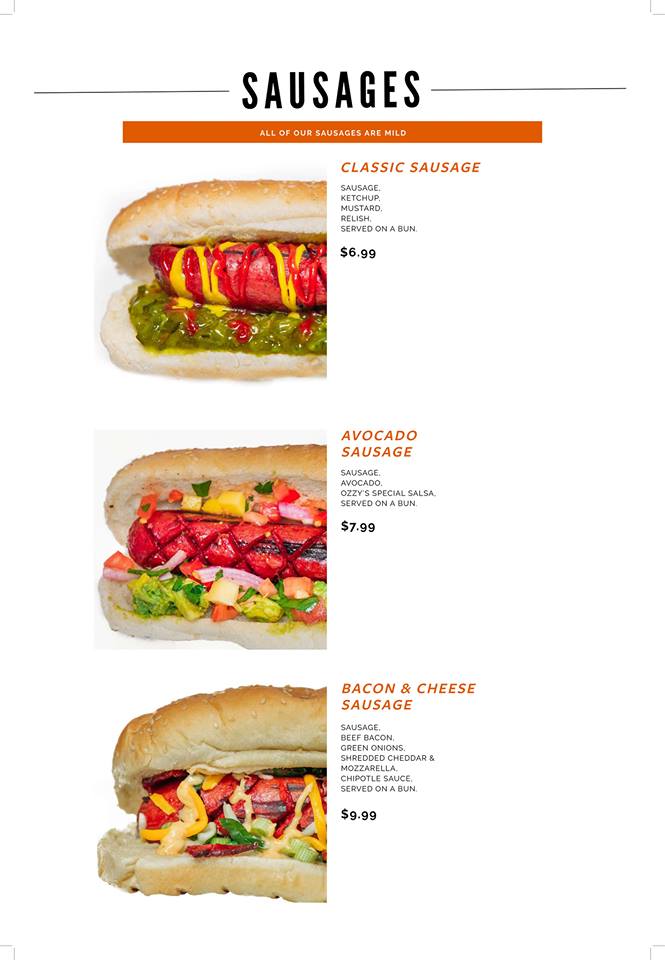 SAUSAGES
ALL OF OUR SAUSAGES ARE MILD
CLASSIC SAUSAGE
SAUSAGE,
KETCHUP,
MUSTARD,
RELISH,
SERVED ON A BUN.
$6.99
AVOCADO
SAUSAGE
SAUSAGE,
AVOCADO,
OZZY'S SPECIAL SALSA,
SERVED ON A BUN.
$7.99
BACON & CHEESE
SAUSAGE
SAUSAGE,
BEEF BACON,
GREEN ONIONS,
SHREDDED CHEDDAR &
MOZZARELLA,
CHIPOTLE SAUCE,
SERVED ON A BUN.
$9.99